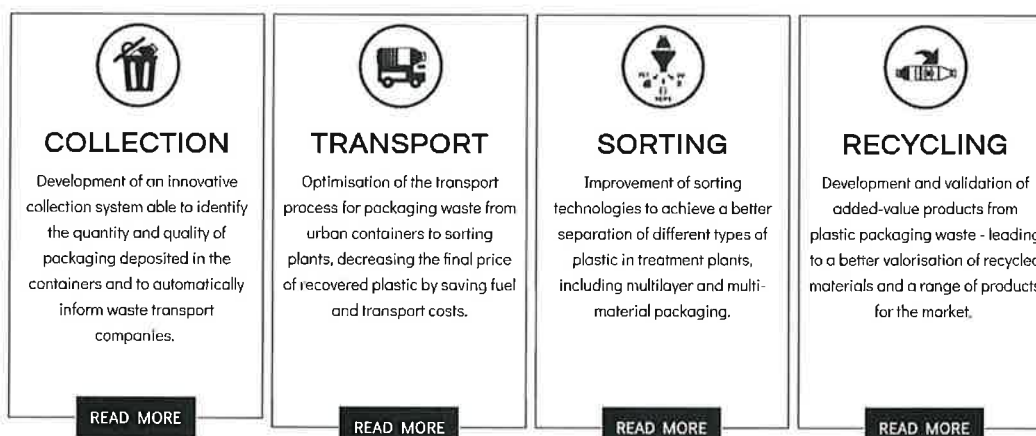 COLLECTION
Development of an innovative
collection system able to identify
the quantity and quality of
packaging deposited in the
containers and to automatically
inform waste transport
companies.
READ MORE
TRANSPORT
Optimisation of the transport
process for packaging waste from
urban containers to sorting
plants, decreasing the final price
of recovered plastic by saving fuel
and transport costs.
READ MORE
SORTING
Improvement of sorting
technologies to achieve a better
separation of different types of
plastic in treatment plants,
including multilayer and multi-
material packaging.
READ MORE
RECYCLING
Development and validation of
added-value products from
plastic packaging waste - leading
to a better valorisation of recycled
materials and a range of products
for the market.
READ MORE